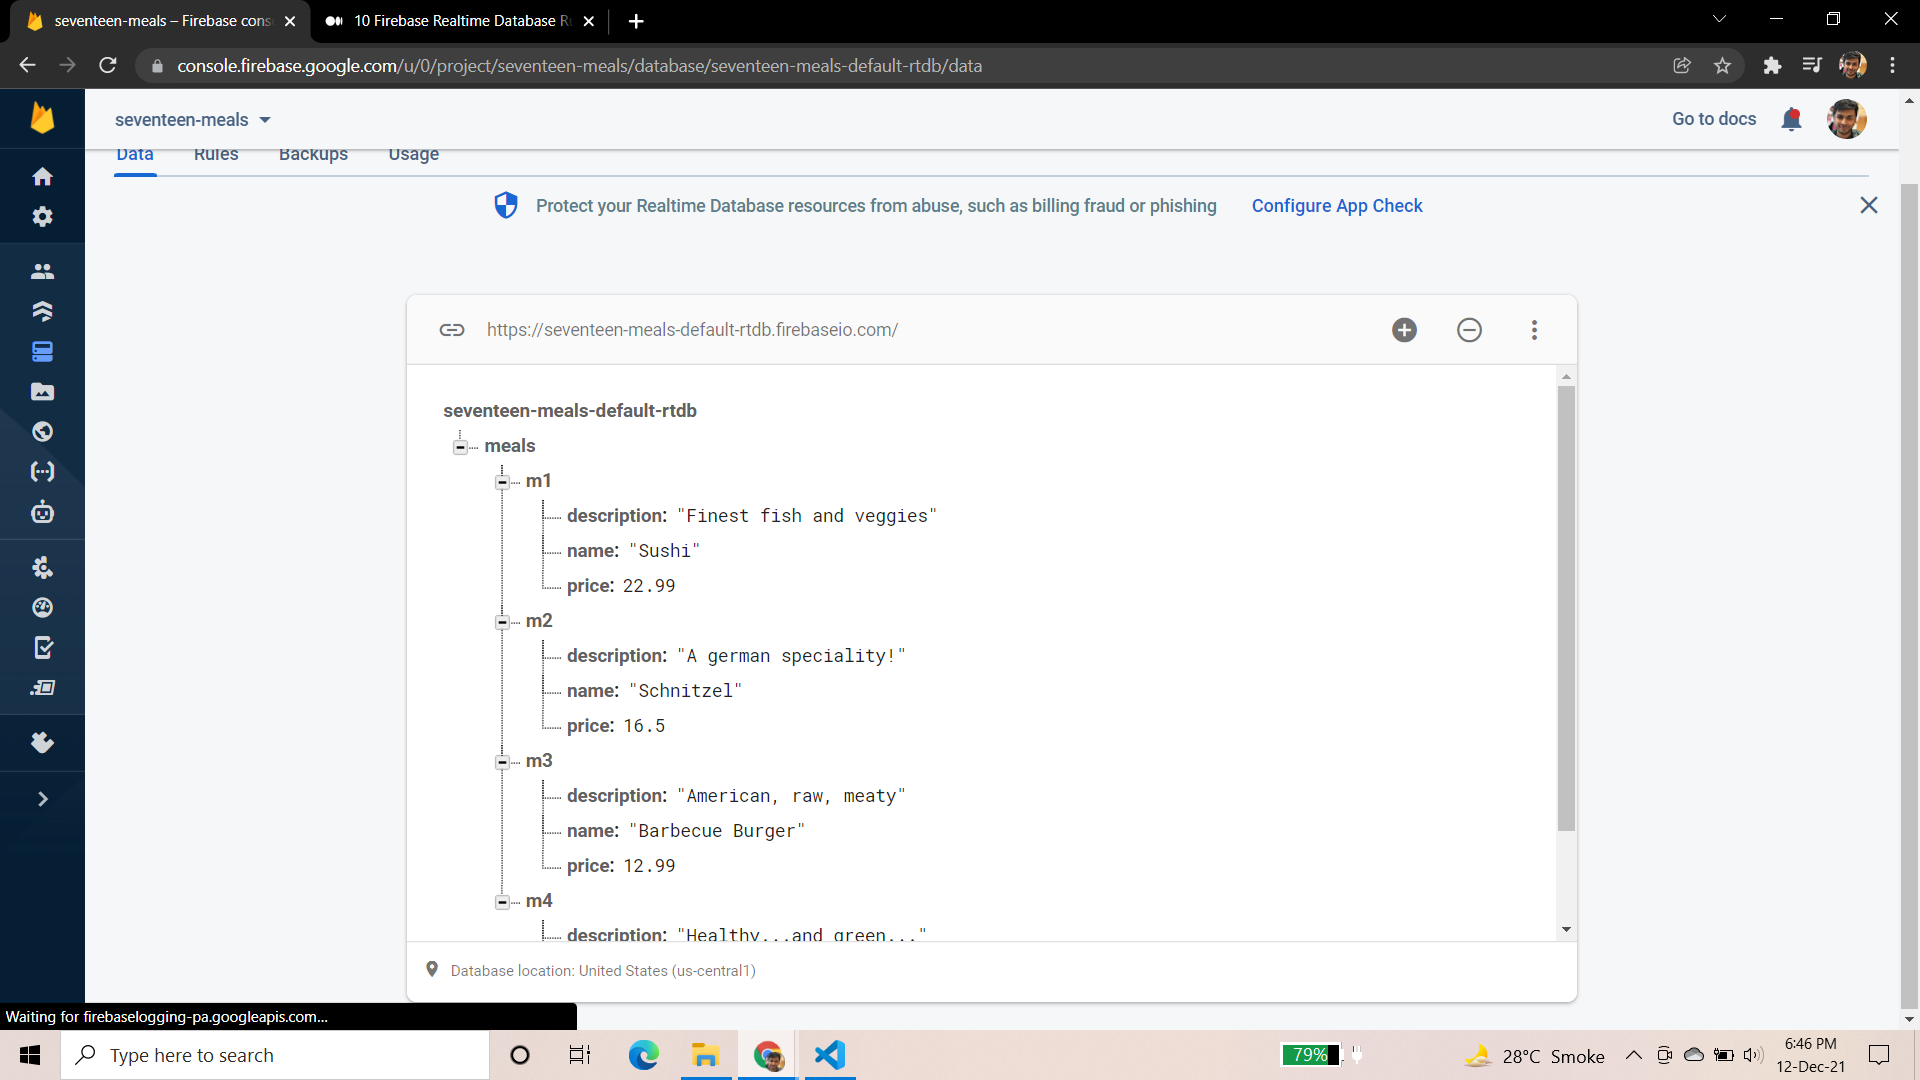 seventeen-meals – Firebase cons
10 Firebase Realtime Database R
console.firebase.google.com/u/0/project/seventeen-meals/database/seventeen-meals-default-rtdb/data
seventeen-meals
Go to docs
Data Rules Backups Usage
Protect your Realtime Database resources from abuse, such as billing fraud or phishing Configure App Check
https://seventeen-meals-default-rtdb.firebaseio.com/
seventeen-meals-default-rtdb
meals
m1
description: "Finest fish and veggies"
name: "Sushi"
price: 22.99
m2
description: "A german speciality!"
name: "Schnitzel"
price: 16.5
m3
description: "American, raw, meaty"
name: "Barbecue Burger"
price: 12.99
m4
description: "Healthy...and green..."
Database location: United States (us-central1)
Waiting for firebaselogging-pa.googleapis.com...
Type here to search
79%
28°C Smoke
6:46 PM
12-Dec-21